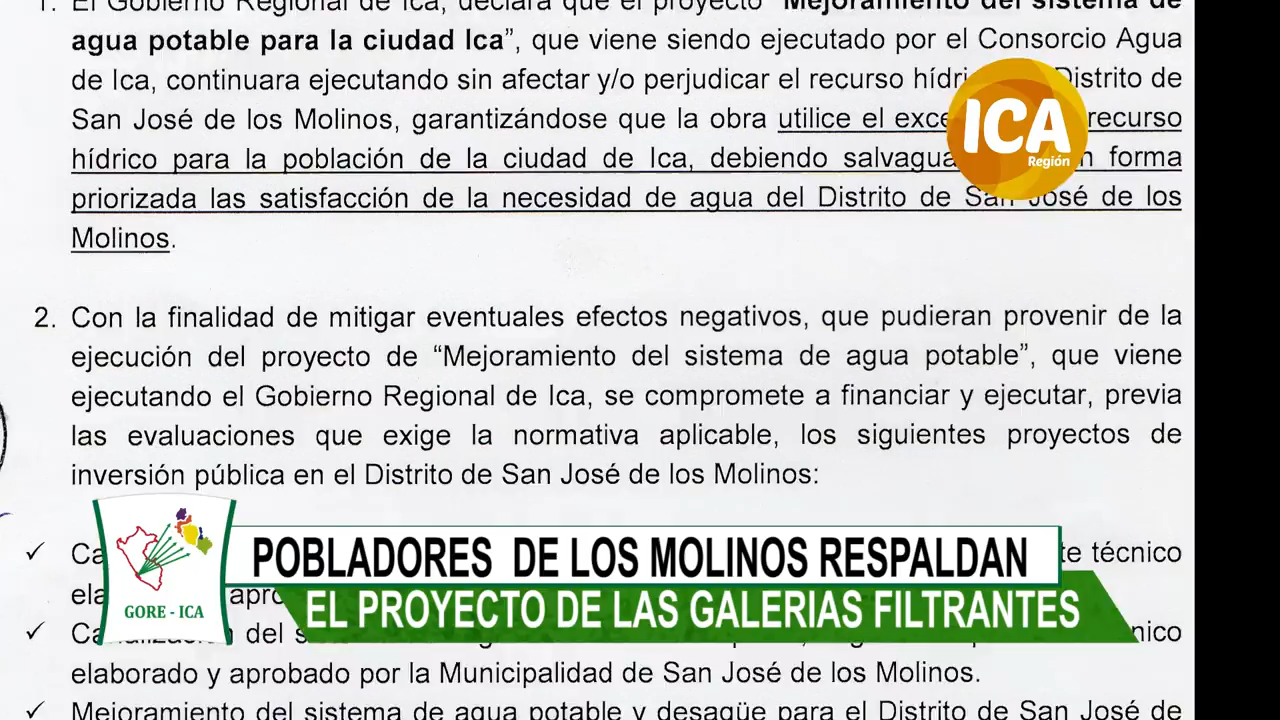 1. El Gobierno Regional de Ica, declara que el proyecto "Mejoramiento del sistema de
agua potable para la ciudad Ica", que viene siendo ejecutado por el Consorcio Agua
de Ica, continuara ejecutando sin afectar y/o perjudicar el recurso Distrito de
San José de los Molinos, garantizándose que la obra utilice el recurso
hídrico para la población de la ciudad de Ica, debiendo forma
priorizada las satisfacción de la necesidad de agua del Distrito de San José de los
Molinos.
ICA
Región
2. Con la finalidad de mitigar eventuales efectos negativos, que pudieran provenir de la
ejecución del proyecto de “Mejoramiento del sistema de agua potable”, que viene
ejecutando el Gobierno Regional de Ica, se compromete a financiar y ejecutar, previa
las evaluaciones que exige la normativa aplicable, los siguientes proyectos de
inversión pública en el Distrito de San José de los Molinos:
✓ técnico
✓ del
elaborado y aprobado por la Municipalidad de San José de los Molinos.
✓ Mejoramiento del sistema de agua potable y desagüe para el Distrito de San José de
GORE - ICA
POBLADORES DE LOS MOLINOS RESPALDAN
EL PROYECTO DE LAS GALERIAS FILTRANTES